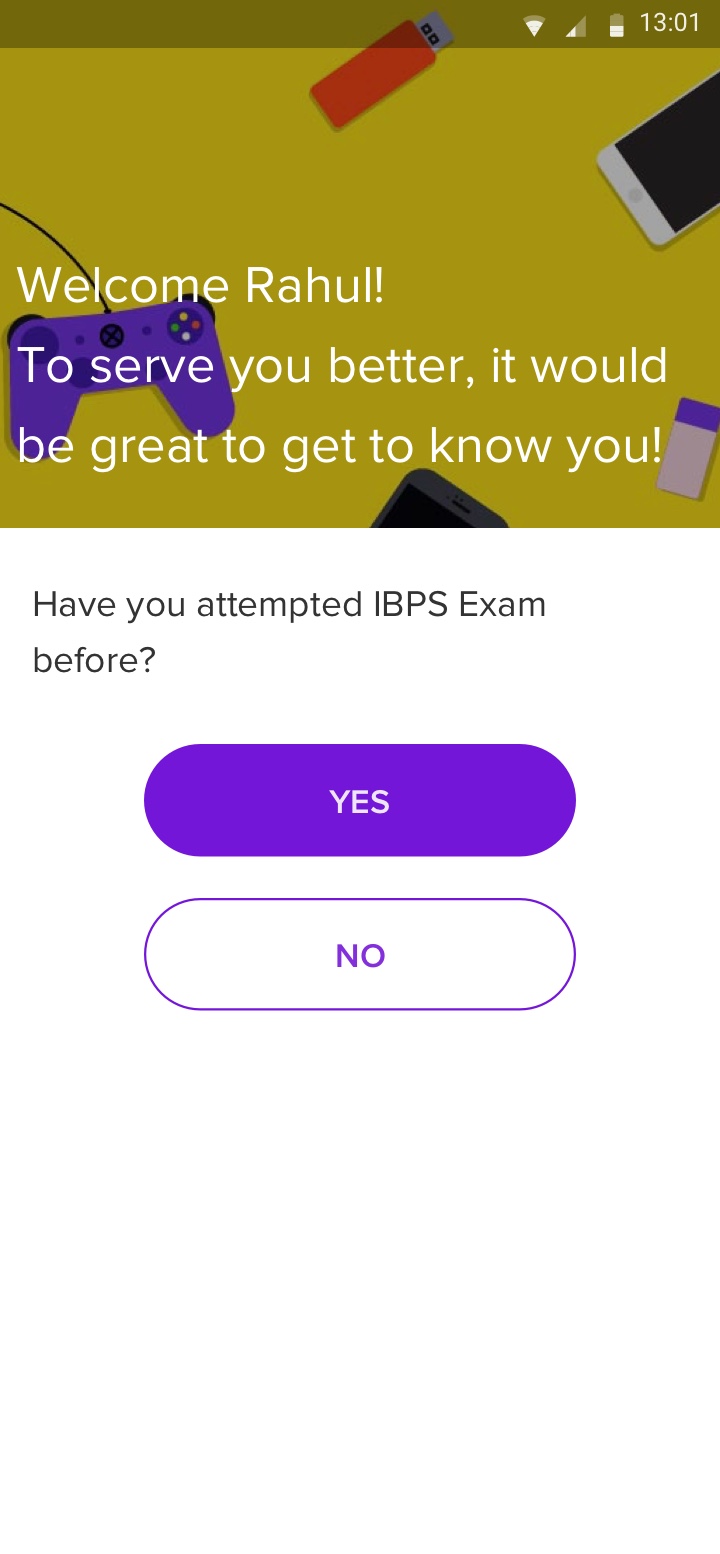 13:01
Welcome Rahul!
To serve you better, it would
be great to get to know you!
Have you attempted IBPS Exam
before?
YES
NO